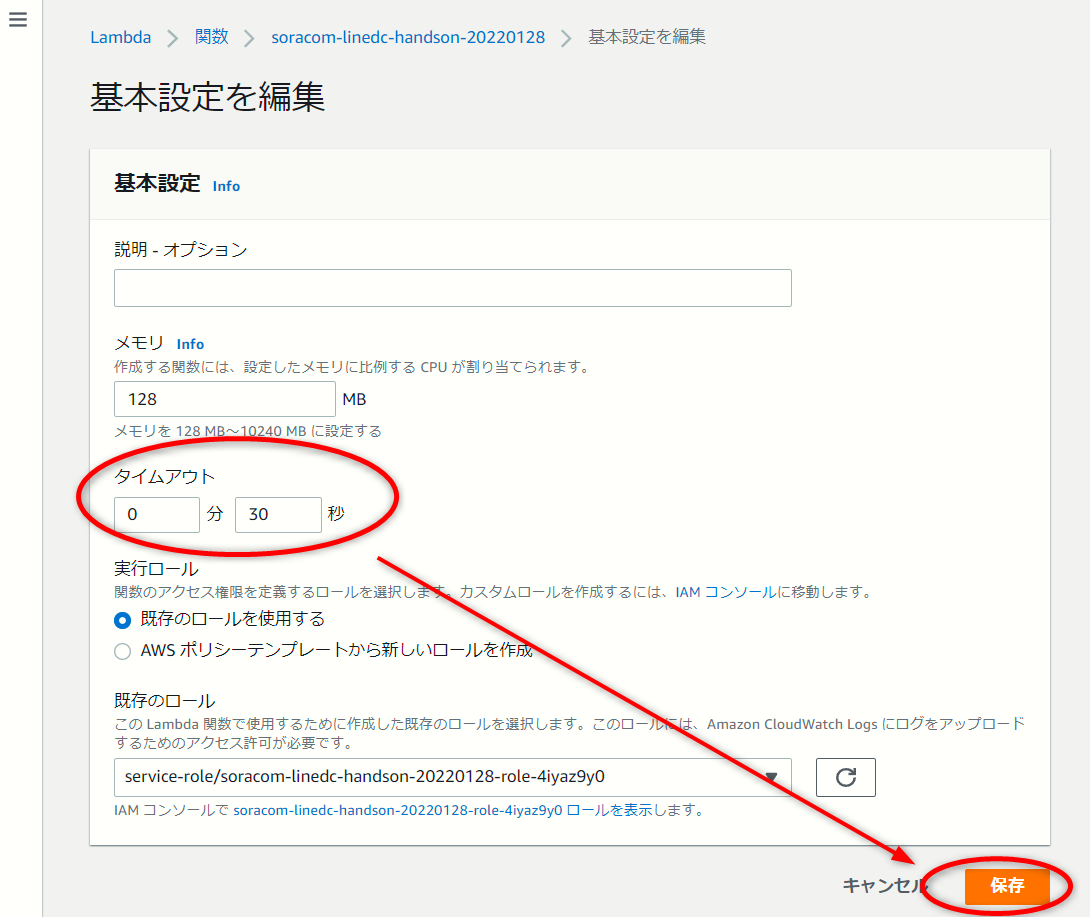 Lambda > 関数 > soracom-linedc-handson-20220128 > 基本設定を編集
基本設定を編集
基本設定 Info
説明 - オプション
メモリ Info
作成する関数には、設定したメモリに比例する CPU が割り当てられます。
128 MB
メモリを 128 MB～10240 MB に設定する
タイムアウト
0 分 30 秒
実行ロール
関数のアクセス権限を定義するロールを選択します。カスタムロールを作成するには、IAM コンソールに移動します。
既存のロールを使用する
AWS ポリシーテンプレートから新しいロールを作成
既存のロール
この Lambda 関数で使用するために作成した既存のロールを選択します。このロールには、Amazon CloudWatch Logs にログをアップロード
するためのアクセス許可が必要です。
service-role/soracom-linedc-handson-20220128-role-4iyaz9y0
IAM コンソールで soracom-linedc-handson-20220128-role-4iyaz9y0 ロールを表示します。
キャンセル 保存